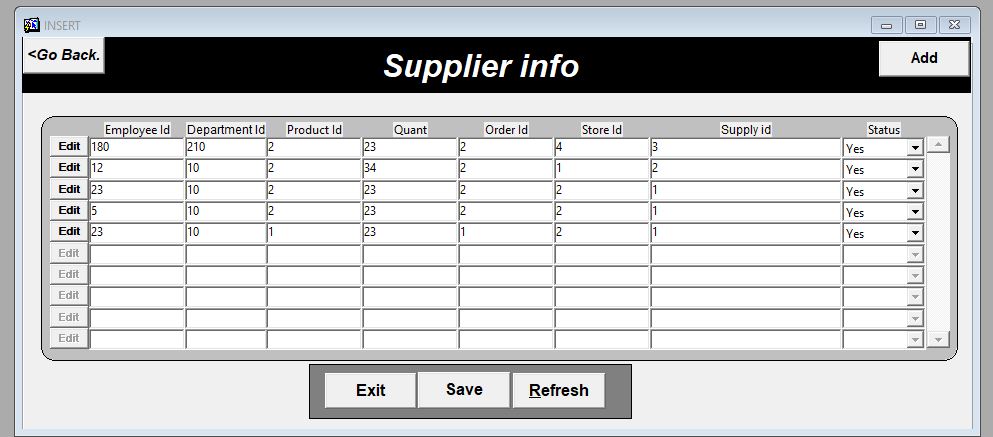 INSERT
<Go Back.
Supplier info
Add
Employee Id Department Id Product Id Quant Order Id Store Id Supply id Status
Edit 180 210 2 23 2 4 3 Yes
Edit 12 10 2 34 2 1 2 Yes
Edit 23 10 2 23 2 2 1 Yes
Edit 5 10 2 23 2 2 1 Yes
Edit 23 10 1 23 1 2 1 Yes
Edit
Edit
Edit
Edit
Edit
Exit Save Refresh